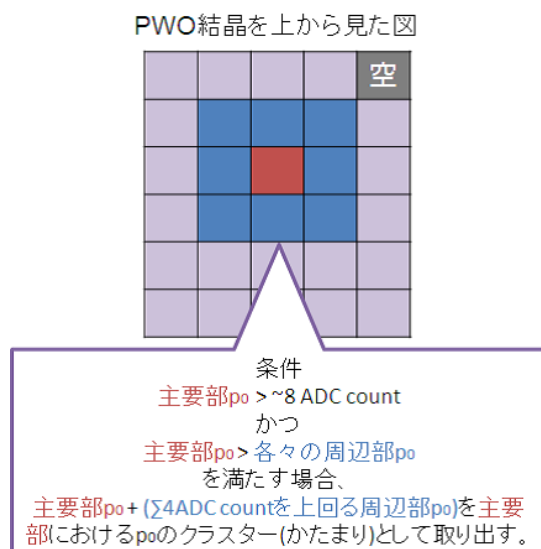 PWO結晶を上から見た図
空
条件
主要部p0 > ~8 ADC count
かつ
主要部p0 > 各々の周辺部p0
を満たす場合、
主要部p0 + (∑4ADC countを上回る周辺部p0)を主要
部におけるp0のクラスター(かたまり)として取り出す。